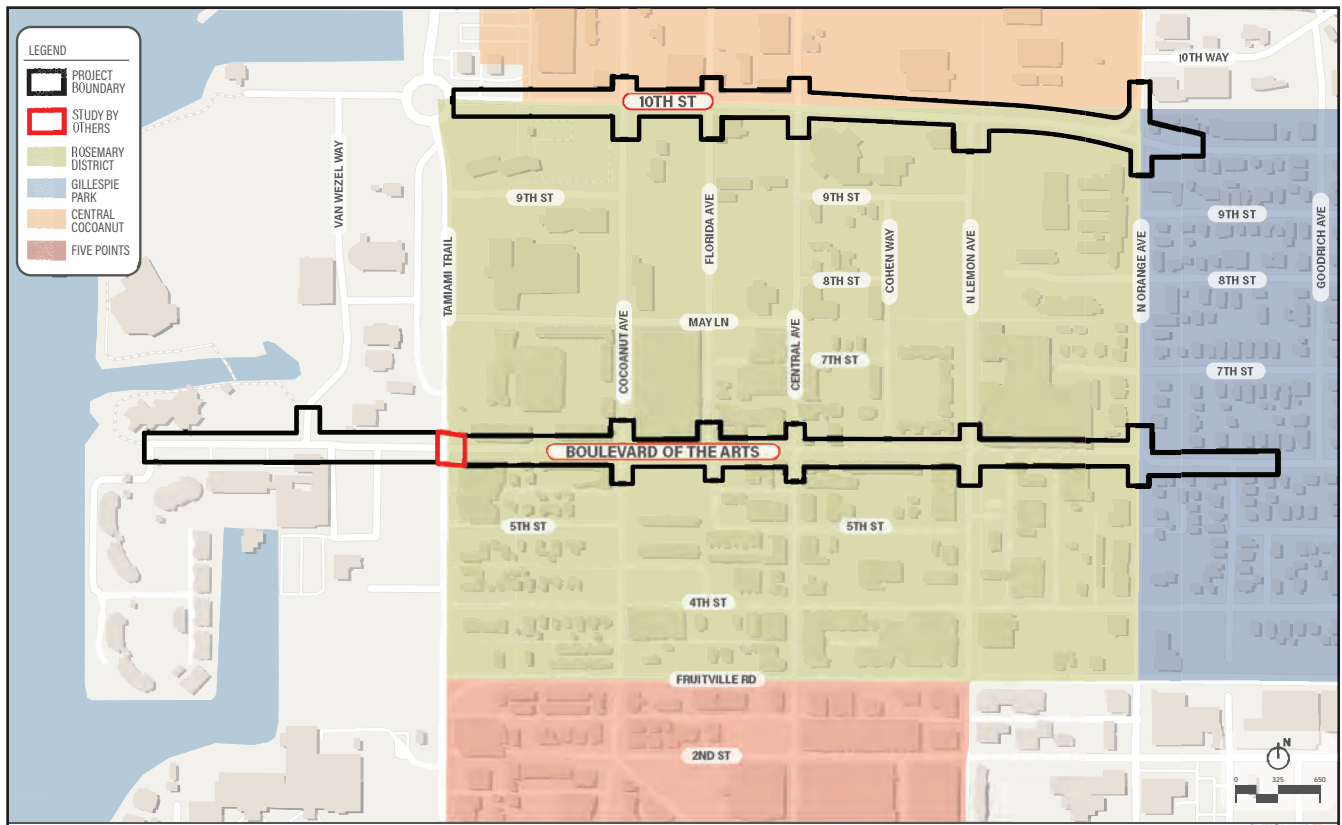 LEGEND
PROJECT
BOUNDARY
STUDY BY
OTHERS
ROSEMARY
DISTRICT
GILLESPIE
PARK
CENTRAL
COCOANUT
FIVE POINTS
10TH WAY
10TH ST
VAN WEZEL WAY
9TH ST
FLORIDA AVE
9TH ST
9TH ST
GOODRICH AVE
TAMIAMI TRAIL
COHEN WAY
N LEMON AVE
N ORANGE AVE
8TH ST
8TH ST
MAY LN
COCOANUT AVE
CENTRAL AVE
7TH ST
7TH ST
BOULEVARD OF THE ARTS
5TH ST
5TH ST
4TH ST
FRUITVILLE RD
2ND ST
N
0 325 650